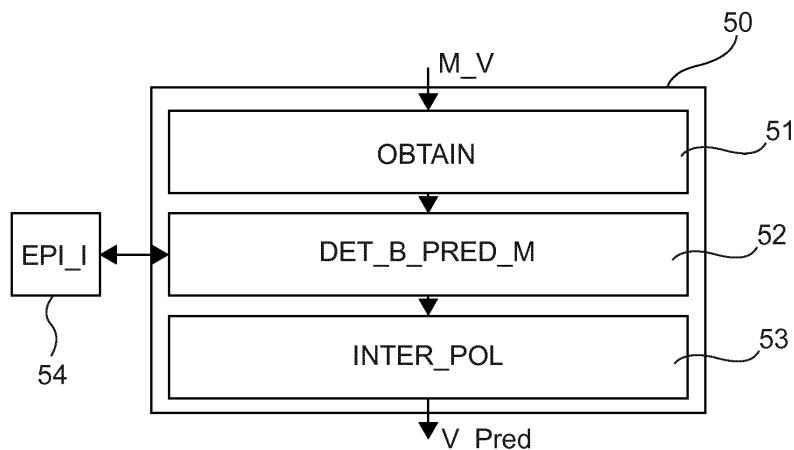 50
M_V
OBTAIN
51
EPI_I
DET_B_PRED_M
52
54
INTER_POL
53
V_Pred